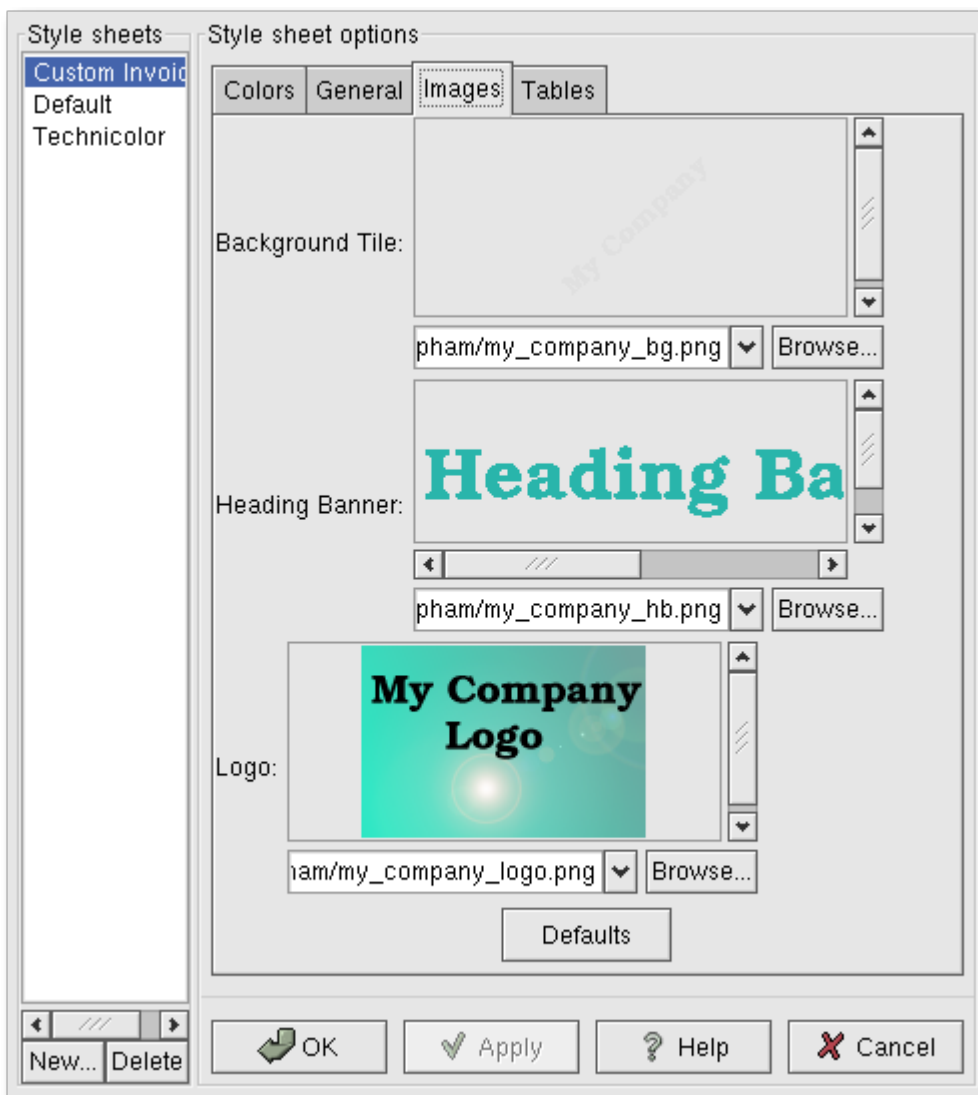 Style sheets
Custom Invoic
Default
Technicolor
New... Delete
Style sheet options
Colors General Images Tables
Background Tile:
My Company
pham/my_company_bg.png Browse...
Heading Banner:
Heading Ba
pham/my_company_hb.png Browse...
Logo:
My Company
Logo
ham/my_company_logo.png Browse...
Defaults
OK Apply Help Cancel